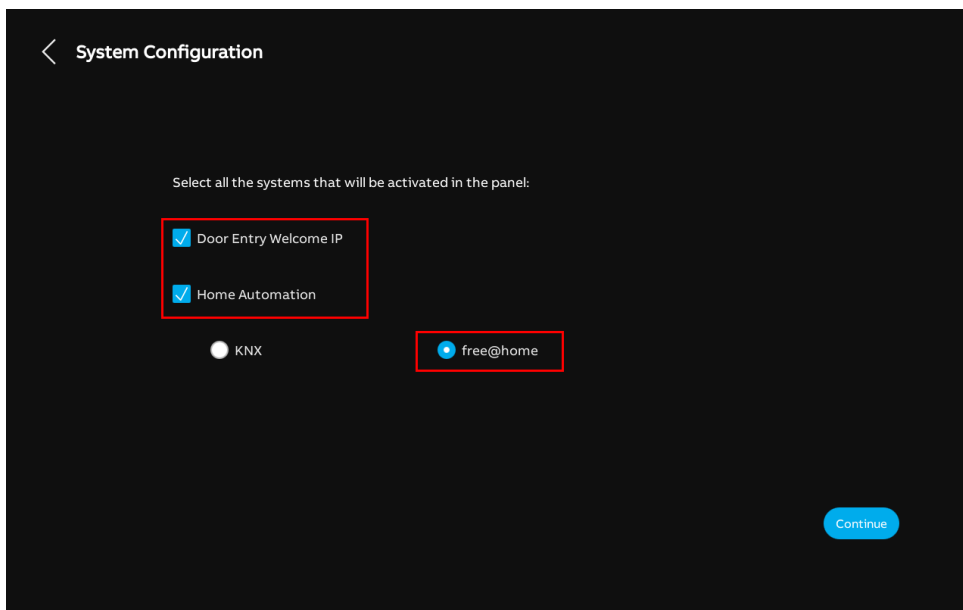 System Configuration
Select all the systems that will be activated in the panel:
Door Entry Welcome IP
Home Automation
KNX
free@home
Continue